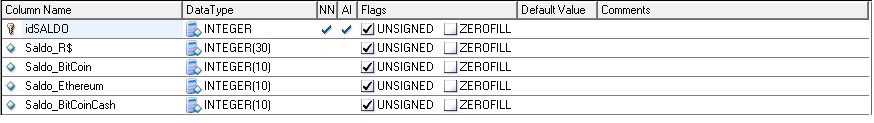 Column Name DataType NN AI Flags Default Value Comments
idSALDO INTEGER UNSIGNED ZEROFILL
Saldo_R$ INTEGER(30) UNSIGNED ZEROFILL
Saldo_BitCoin INTEGER(10) UNSIGNED ZEROFILL
Saldo_Ethereum INTEGER(10) UNSIGNED ZEROFILL
Saldo_BitCoinCash INTEGER(10) UNSIGNED ZEROFILL